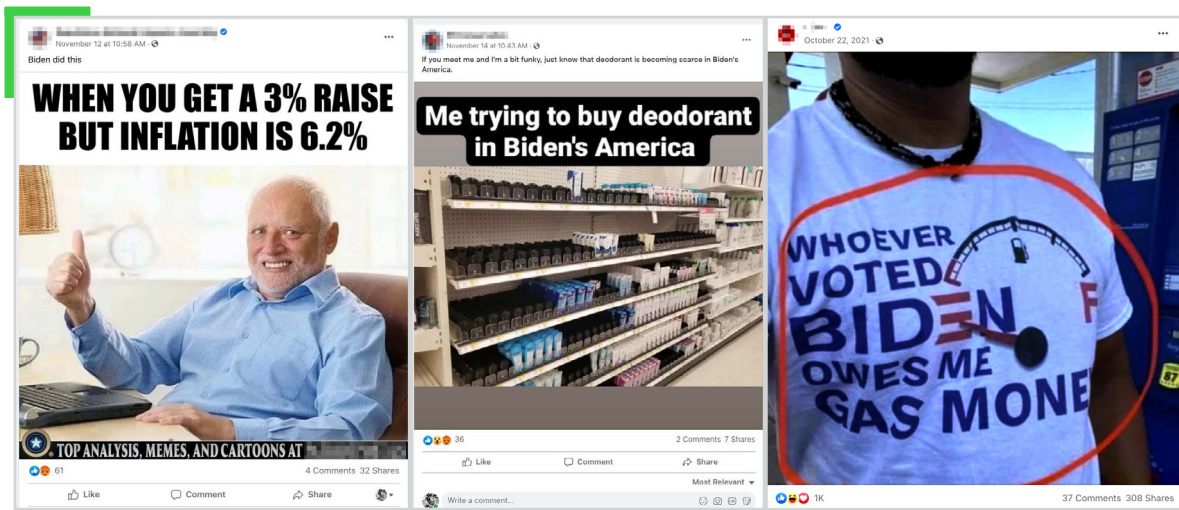 November 12 at 10:58 AM ·
Biden did this
WHEN YOU GET A 3% RAISE
BUT INFLATION IS 6.2%
TOP ANALYSIS, MEMES, AND CARTOONS AT
61
4 Comments 32 Shares
Like Comment Share
November 14 at 10:43 AM ·
If you meet me and I'm a bit funky, just know that deodorant is becoming scarce in Biden's
America.
Me trying to buy deodorant
in Biden's America
36
2 Comments 7 Shares
Like Comment Share
Most Relevant
Write a comment...
October 22, 2021 ·
WHOEVER
VOTED
BIDEN
F
OWES ME
GAS MONE
87
1K
37 Comments 308 Shares